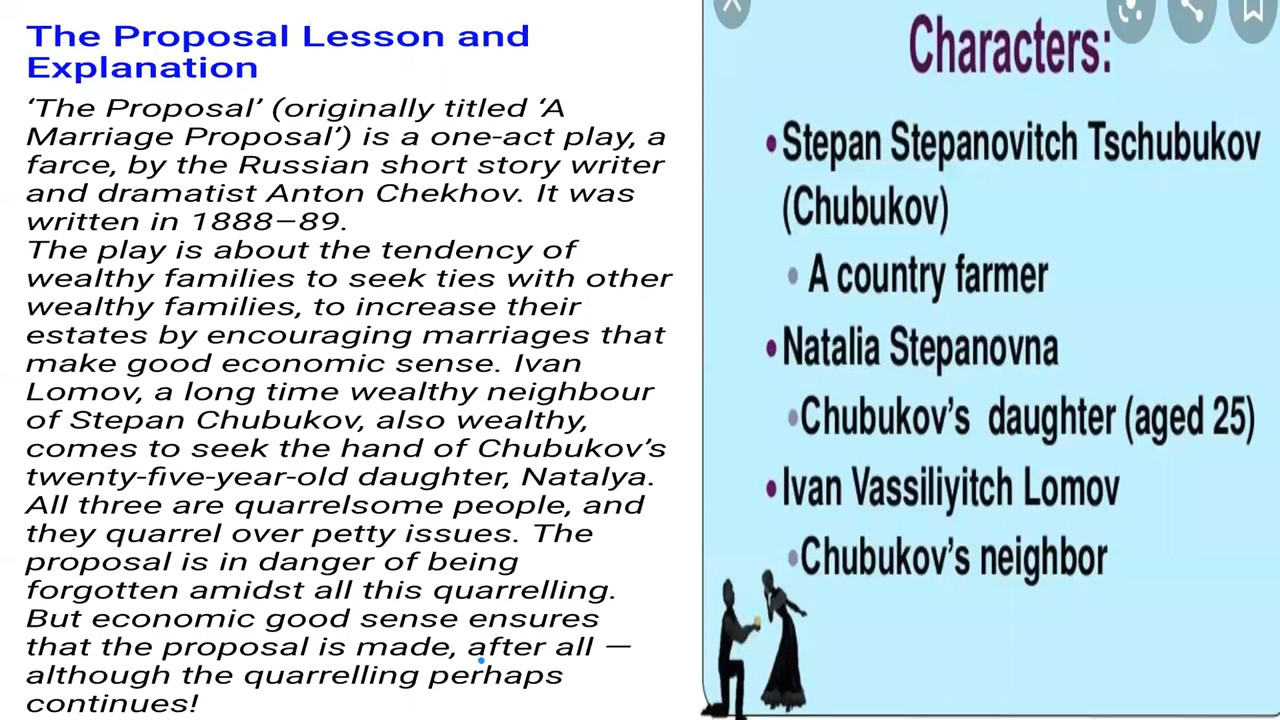 The Proposal Lesson and
Explanation
‘The Proposal’ (originally titled ‘A
Marriage Proposal’) is a one-act play, a
farce, by the Russian short story writer
and dramatist Anton Chekhov. It was
written in 1888–89.
The play is about the tendency of
wealthy families to seek ties with other
wealthy families, to increase their
estates by encouraging marriages that
make good economic sense. Ivan
Lomov, a long time wealthy neighbour
of Stepan Chubukov, also wealthy,
comes to seek the hand of Chubukov’s
twenty-five-year-old daughter, Natalya.
All three are quarrelsome people, and
they quarrel over petty issues. The
proposal is in danger of being
forgotten amidst all this quarrelling.
But economic good sense ensures
that the proposal is made, after all —
although the quarrelling perhaps
continues!
Characters:
•Stepan Stepanovitch Tschubukov
(Chubukov)
• A country farmer
•Natalia Stepanovna
•Chubukov’s daughter (aged 25)
•Ivan Vassiliyitch Lomov
•Chubukov’s neighbor